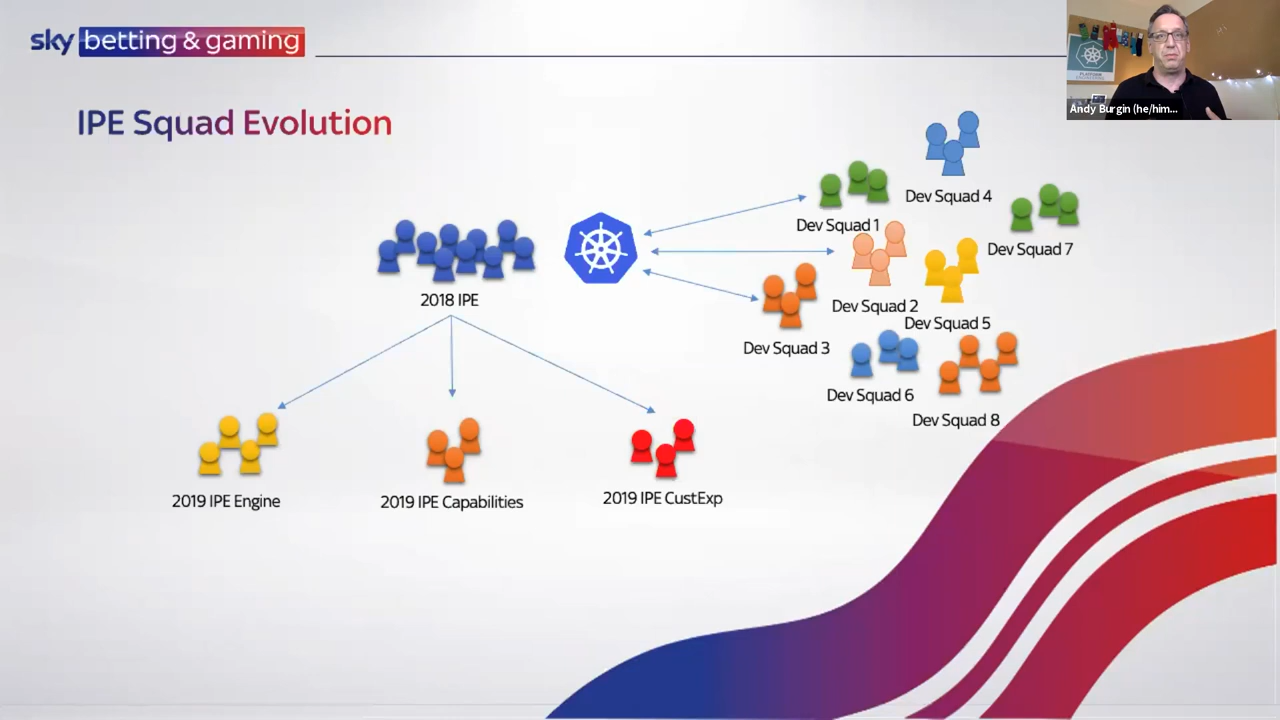 sky betting & gaming
Andy Burgin (he/him...
IPE Squad Evolution
Dev Squad 4
Dev Squad 1
Dev Squad 7
2018 IPE
Dev Squad 2
Dev Squad 5
Dev Squad 3
Dev Squad 6
Dev Squad 8
2019 IPE Engine
2019 IPE Capabilities
2019 IPE CustExp